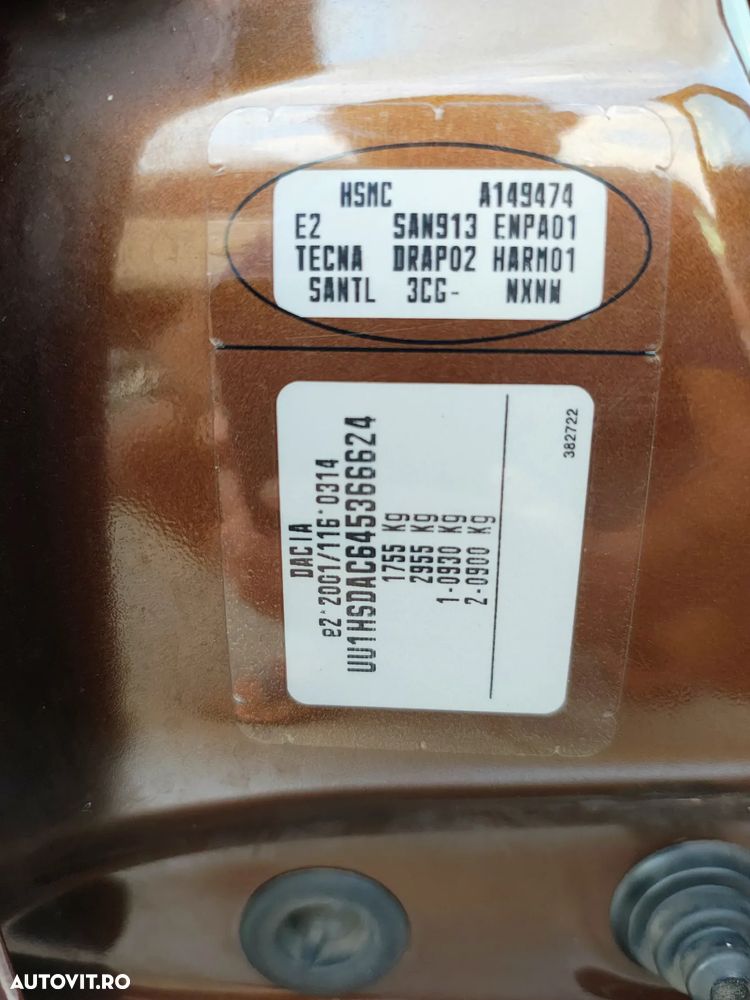 HSMC A149474
E2 SAN913 ENPA01
TECNA DRAP02 HARM01
SANTL 3CG- NXNW
DACIA
e2*2001/116*0314
UU1HSDAC645366624
1755 Kg
2955 Kg
1-0930 Kg
2-0900 Kg
382722
AUTOVIT.RO